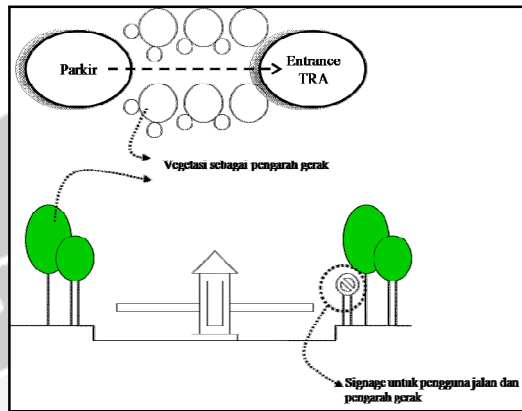 Parkir
Entrance
TRA
Vegetasi sebagai pengarah gerak
Signage untuk pengguna jalan dan
pengarah gerak